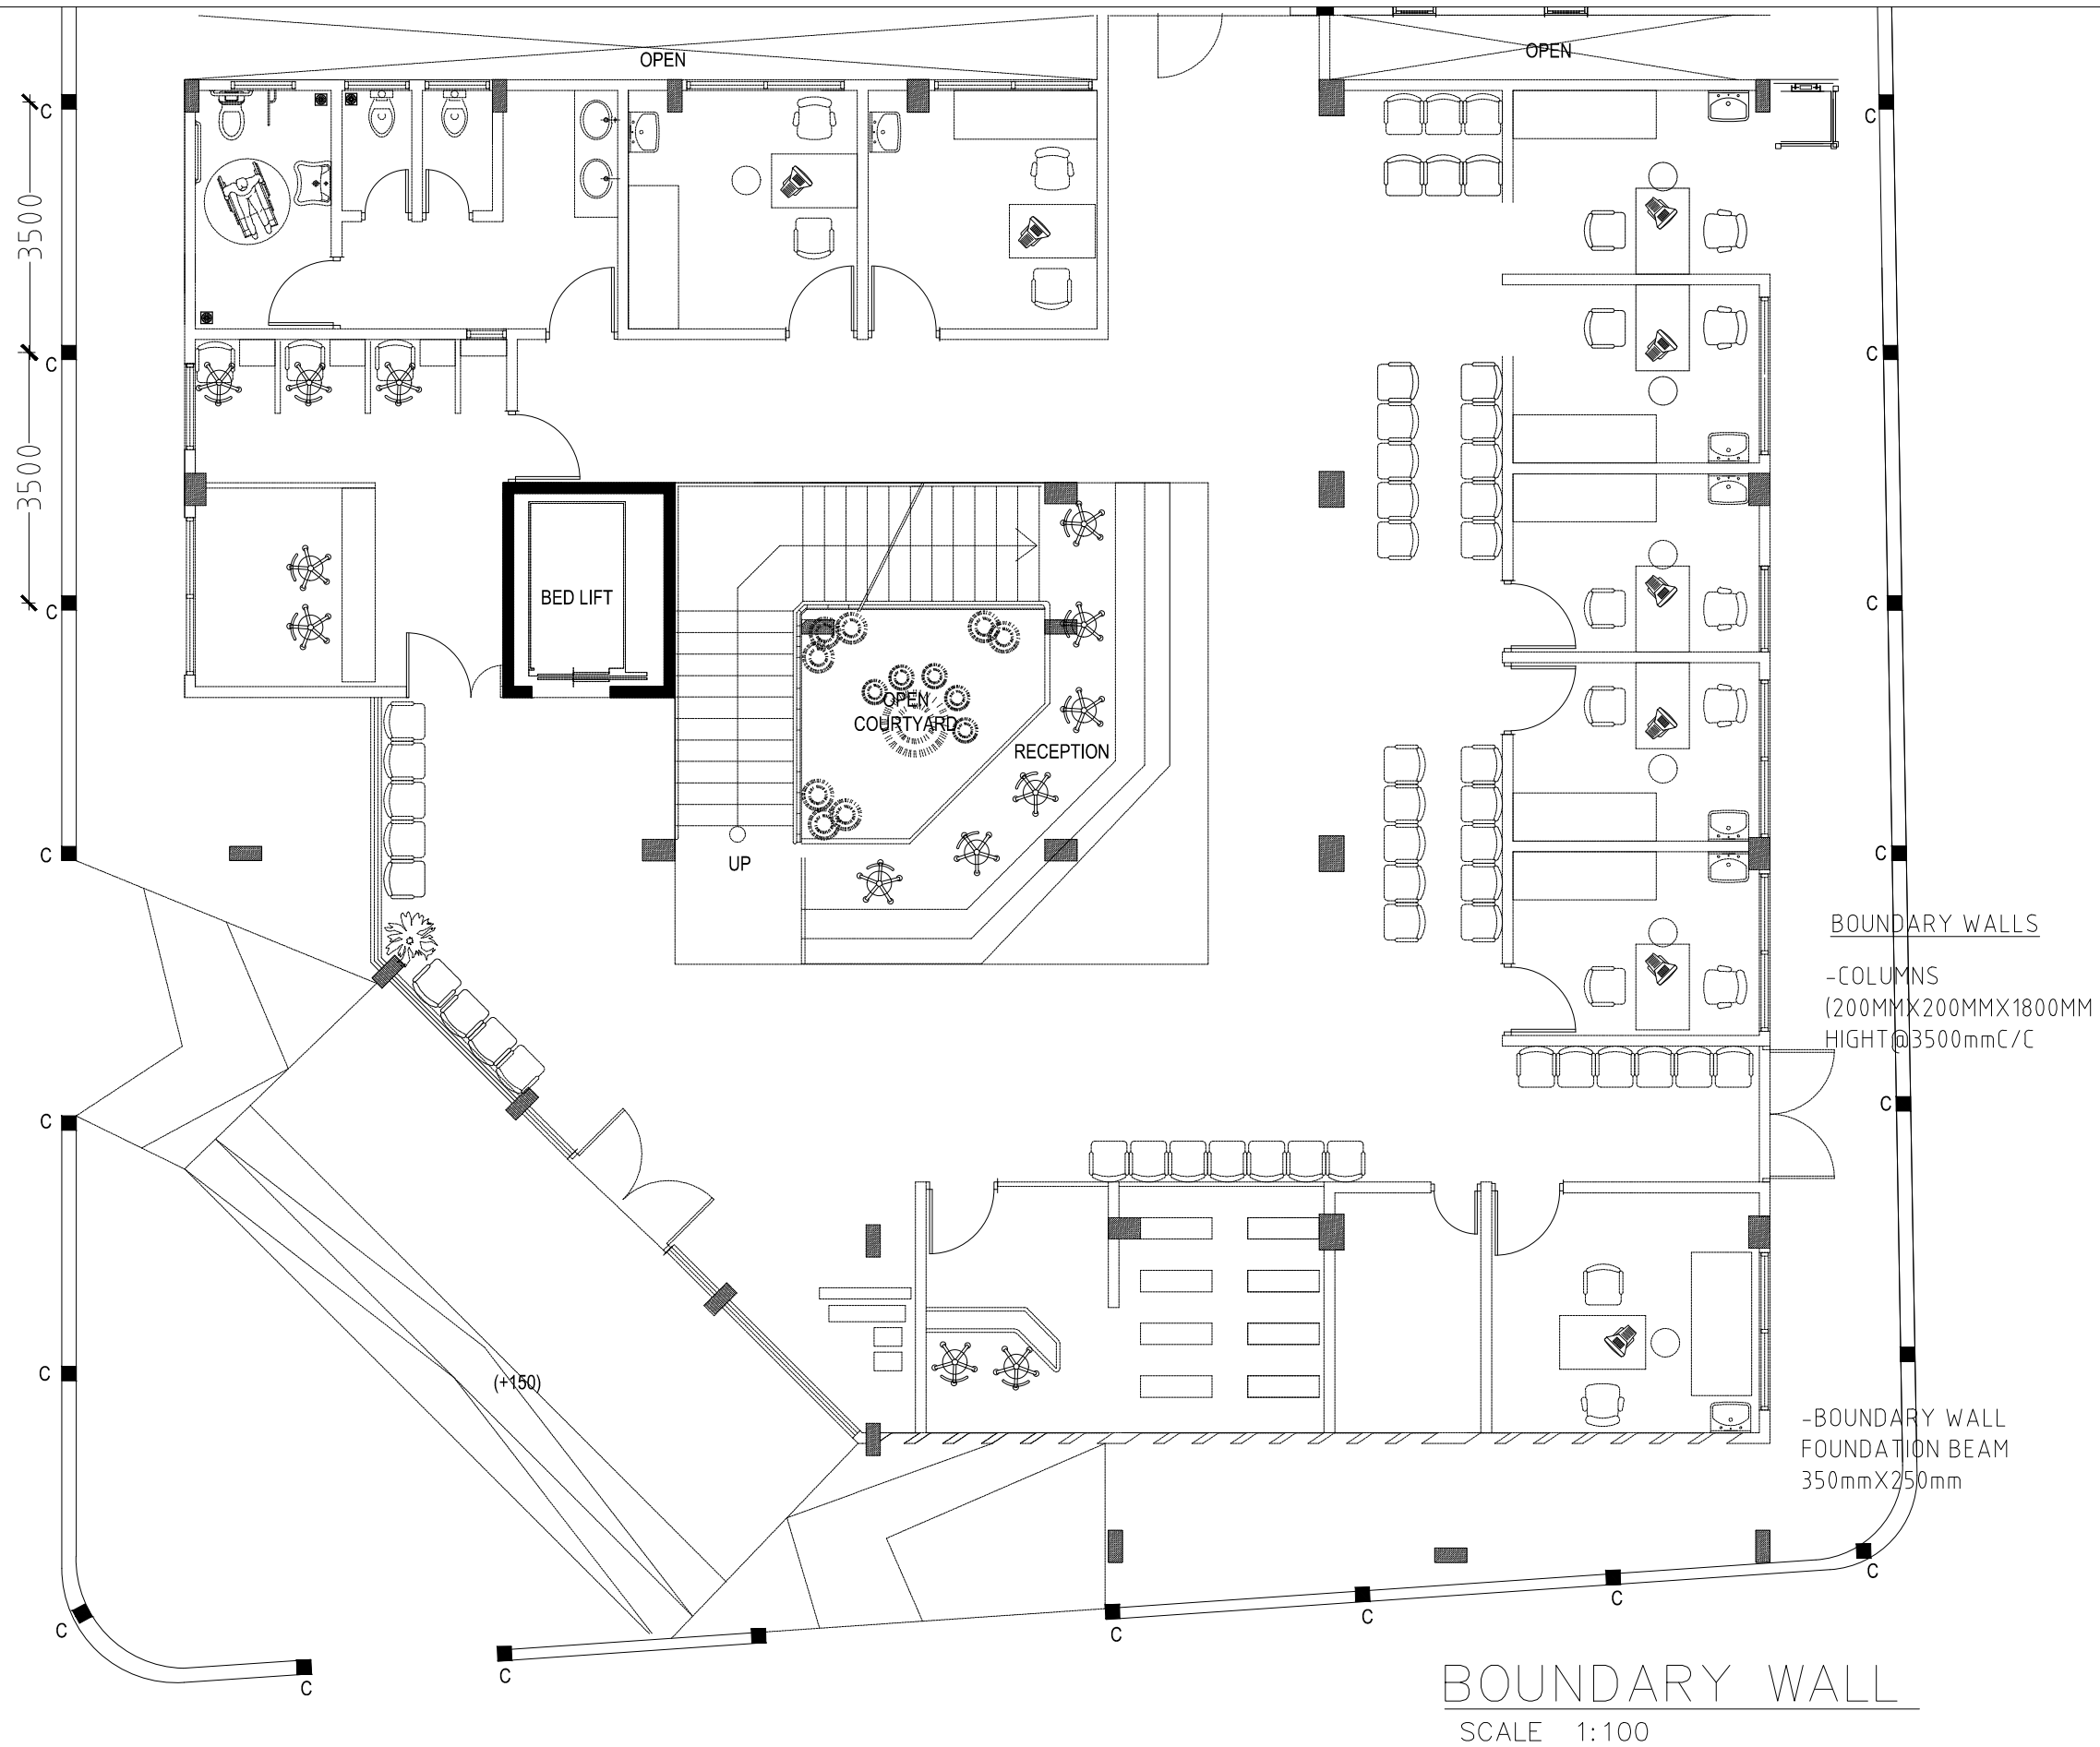 OPEN
OPEN
C
C
3500
C
C
3500
C
C
BED LIFT
OPEN
COURTYARD
RECEPTION
UP
C
C
BOUNDARY WALLS
-COLUMNS
(200MMX200MMX1800MM
HIGHT@3500mmC/C
C
C
C
(+150)
-BOUNDARY WALL
FOUNDATION BEAM
350mmX250mm
C
C
C
C
C
C
C
BOUNDARY WALL
SCALE 1:100